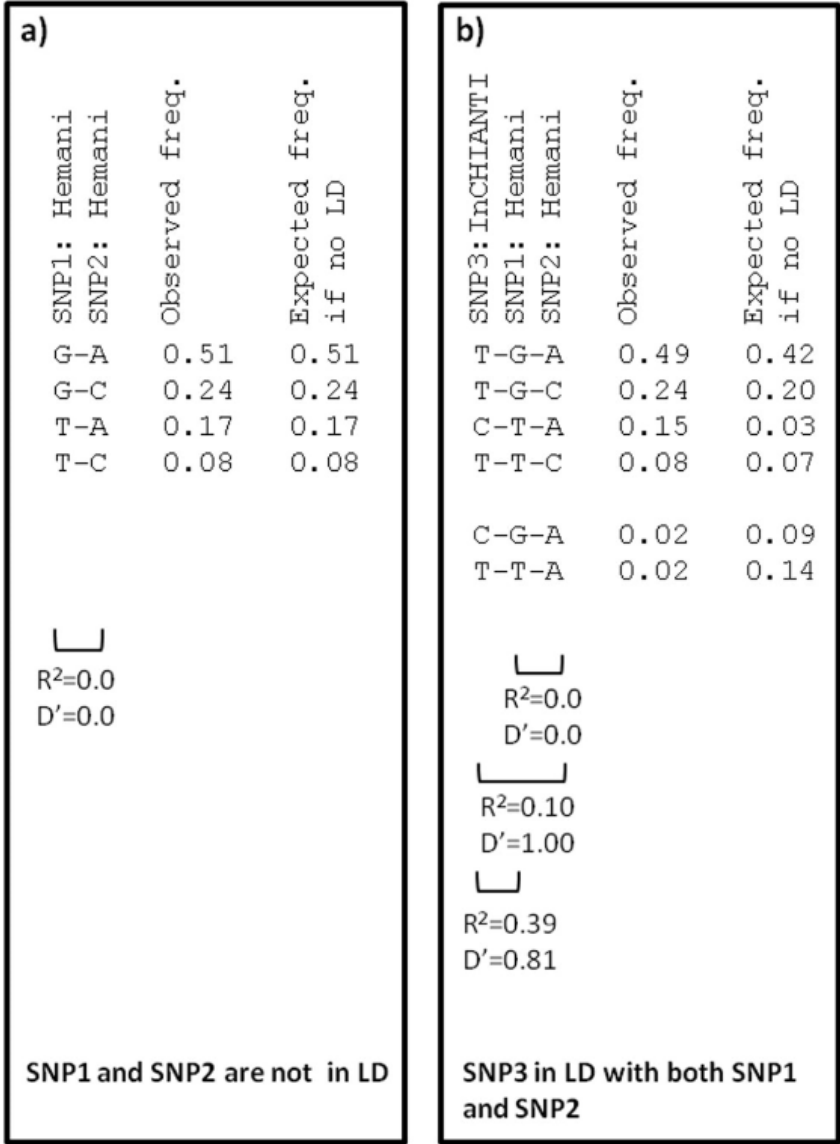 a)
SNP1: Hemani
SNP2: Hemani
Observed freq.
Expected freq.
if no LD
G-A 0.51 0.51
G-C 0.24 0.24
T-A 0.17 0.17
T-C 0.08 0.08
R²=0.0
D’=0.0
SNP1 and SNP2 are not in LD
b)
SNP3:InCHIANTI
SNP1: Hemani
SNP2: Hemani
Observed freq.
Expected freq.
if no LD
T-G-A 0.49 0.42
T-G-C 0.24 0.20
C-T-A 0.15 0.03
T-T-C 0.08 0.07
C-G-A 0.02 0.09
T-T-A 0.02 0.14
R²=0.0
D’=0.0
R²=0.10
D’=1.00
R²=0.39
D’=0.81
SNP3 in LD with both SNP1
and SNP2